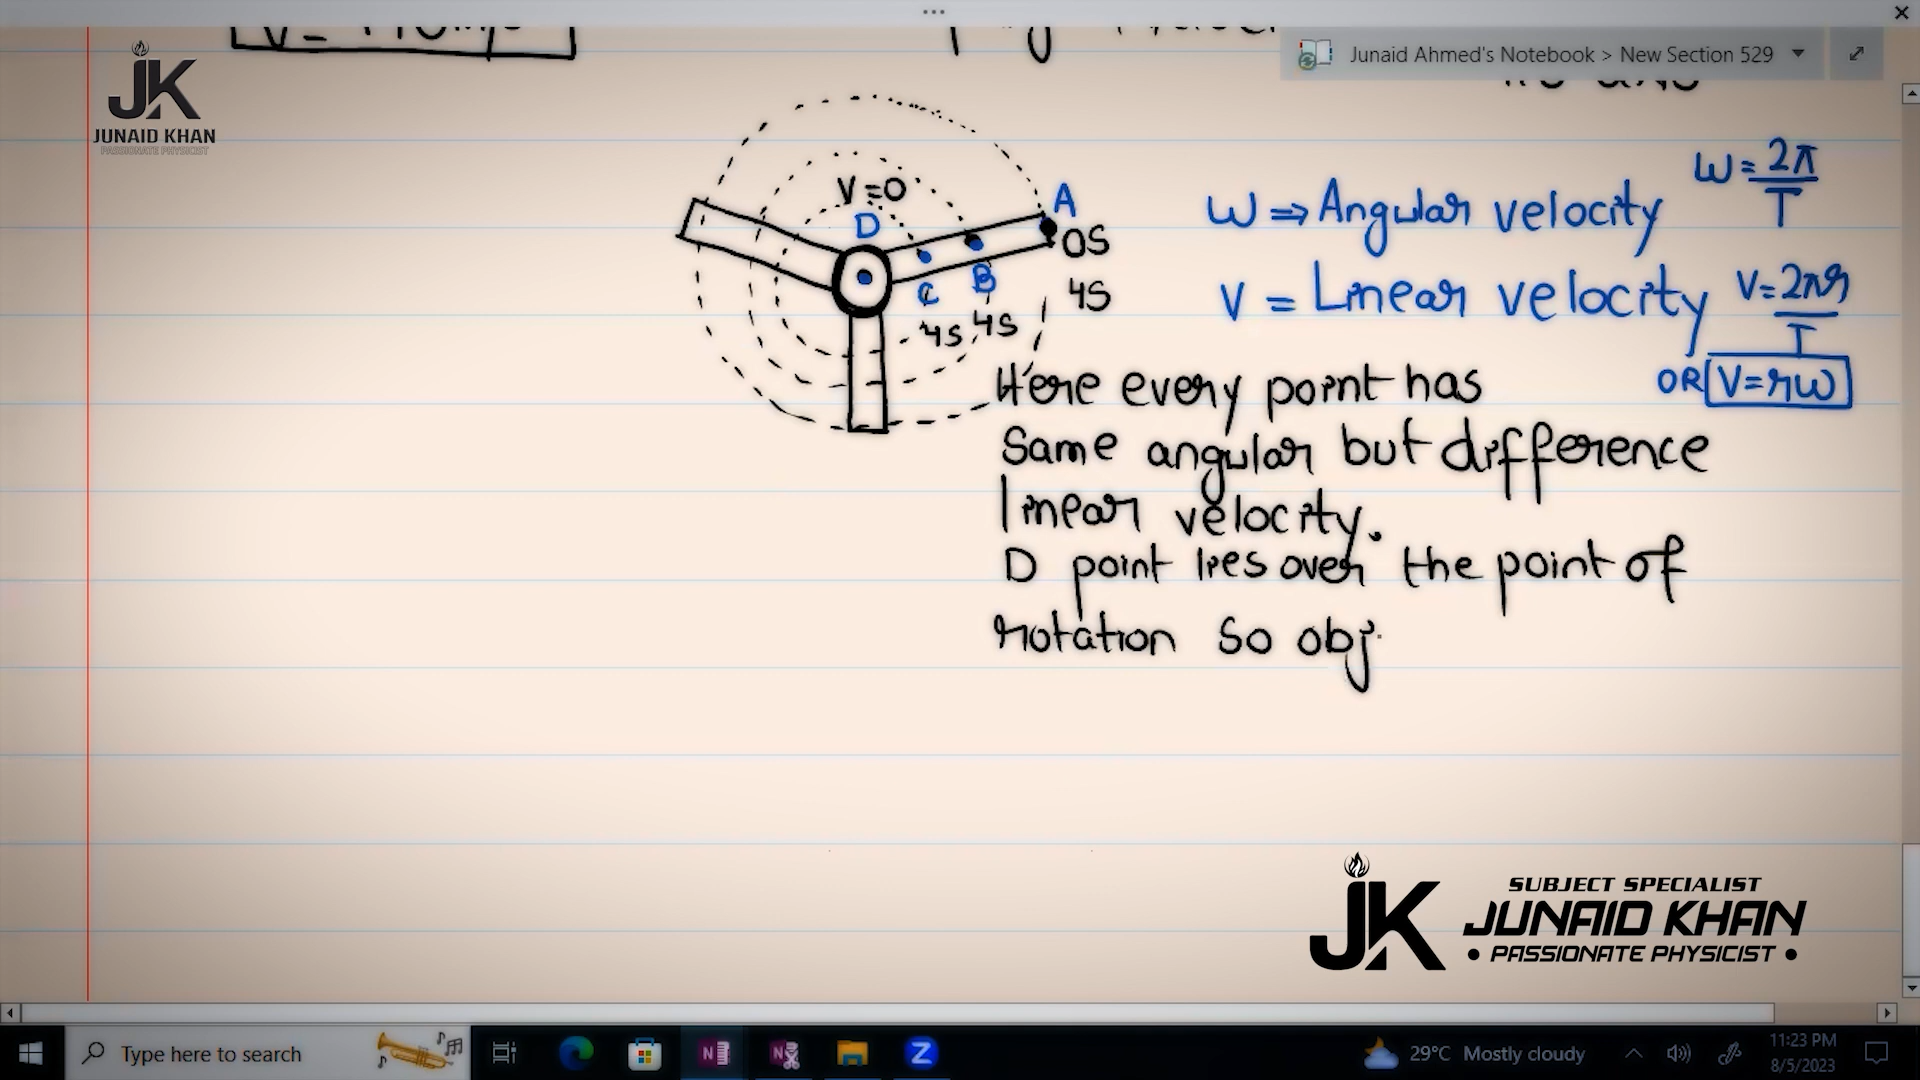 Junaid Ahmed's Notebook > New Section 529
JK
JUNAID KHAN
PASSIONATE PHYSICIST
V=0
D
A
0S
C
B
4S
4S 4S
W ⇒ Angular velocity
W = 2π/T
V = Linear velocity
V = 2πr/T
OR V=rW
Here every point has
Same angular but difference
linear velocity.
D point lies over the point of
rotation so obj
JK
SUBJECT SPECIALIST
JUNAID KHAN
• PASSIONATE PHYSICIST •
Type here to search
29°C Mostly cloudy
11:23 PM
8/5/2023